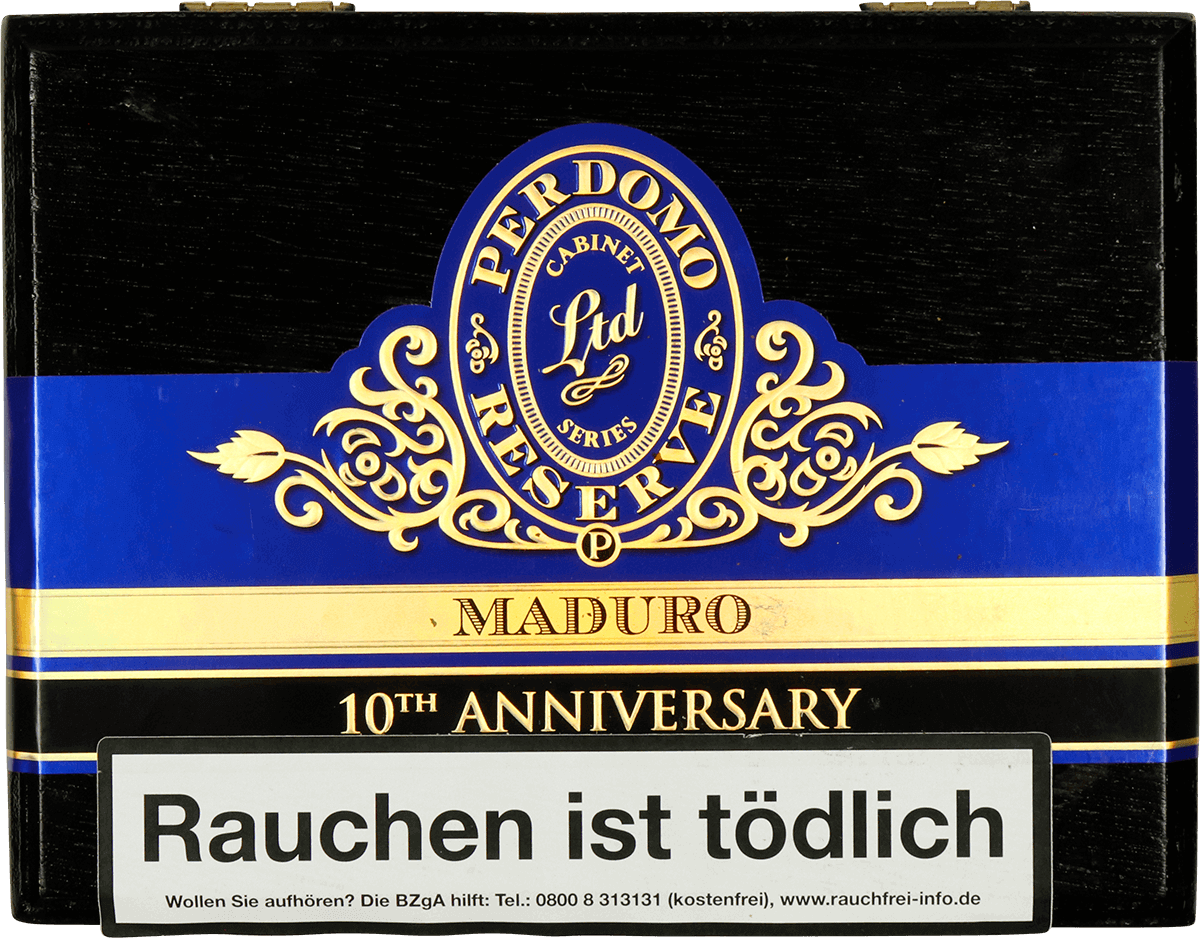 PERDOMO
CABINET
Ltd
SERIES
RESERVE
P
MADURO
10TH ANNIVERSARY
Rauchen ist tödlich
Wollen Sie aufhören? Die BZgA hilft: Tel.: 0800 8 313131 (kostenfrei), www.rauchfrei-info.de